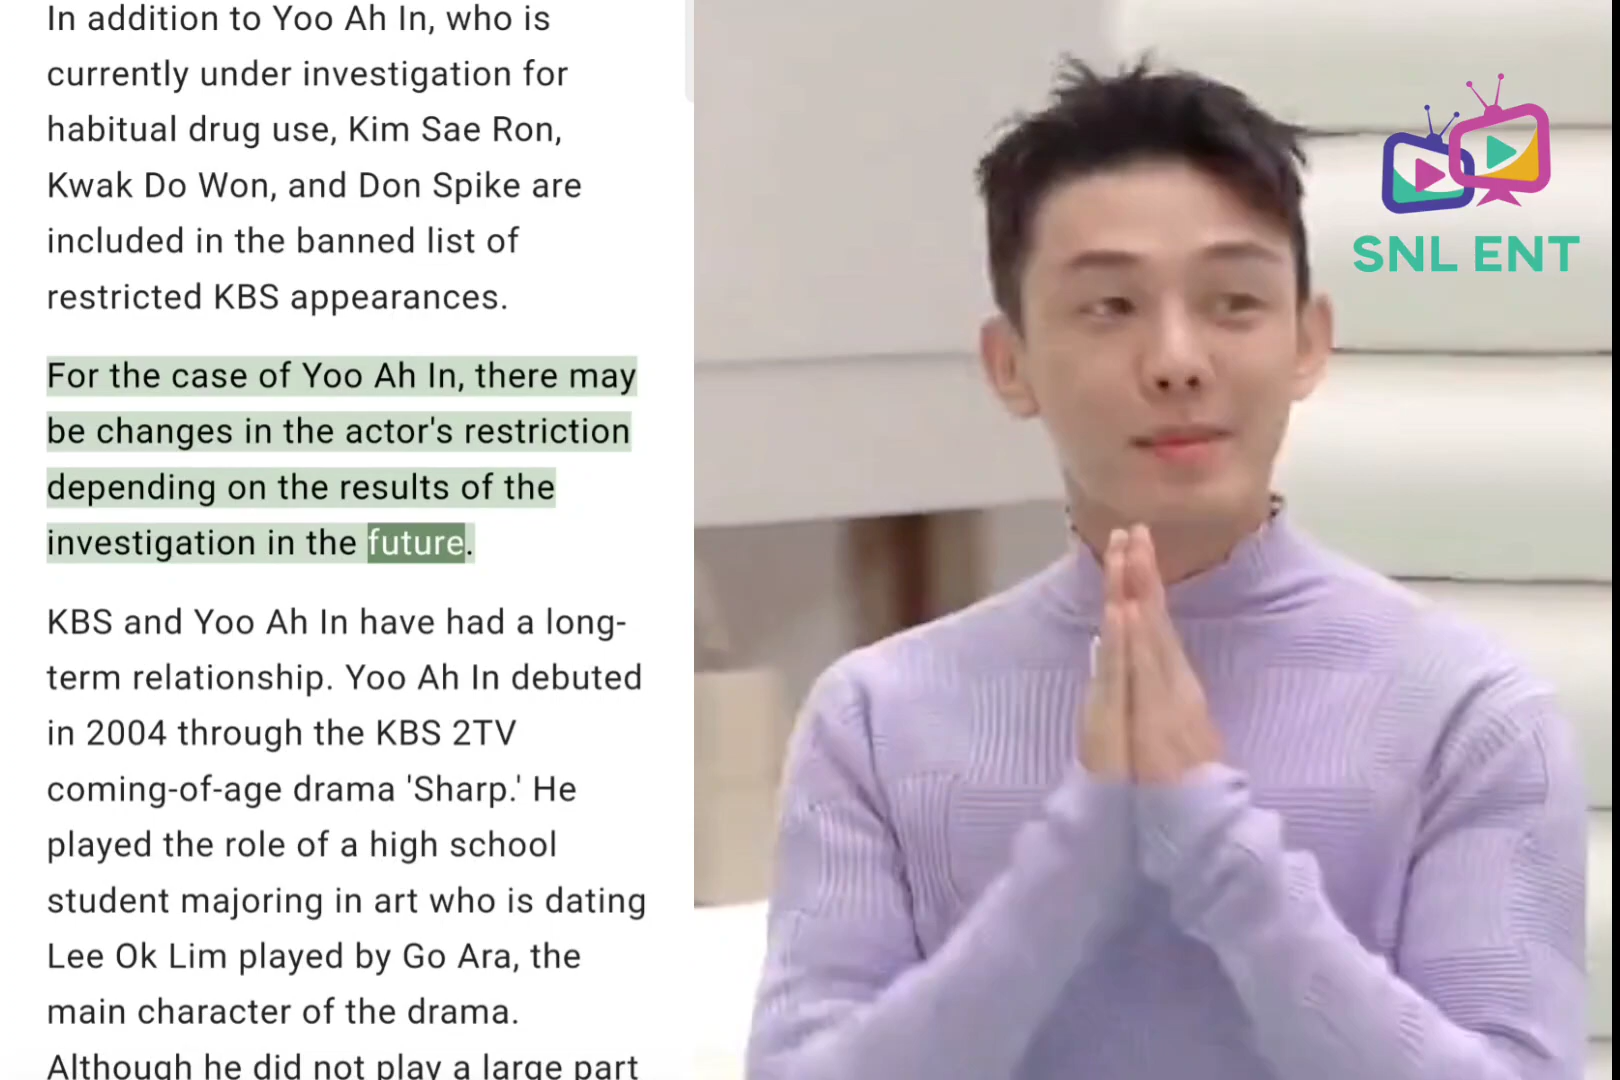 In addition to Yoo Ah In, who is
currently under investigation for
habitual drug use, Kim Sae Ron,
Kwak Do Won, and Don Spike are
included in the banned list of
restricted KBS appearances.
For the case of Yoo Ah In, there may
be changes in the actor's restriction
depending on the results of the
investigation in the future.
KBS and Yoo Ah In have had a long-
term relationship. Yoo Ah In debuted
in 2004 through the KBS 2TV
coming-of-age drama 'Sharp.' He
played the role of a high school
student majoring in art who is dating
Lee Ok Lim played by Go Ara, the
main character of the drama.
Although he did not play a large part
SNL ENT